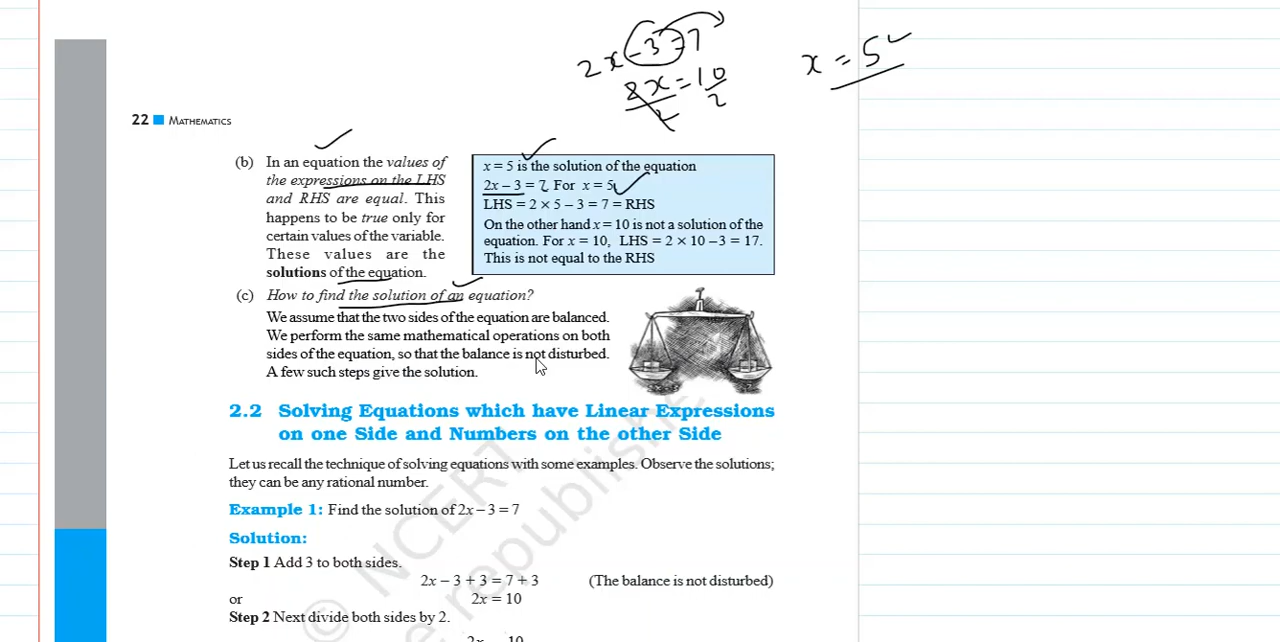 2x - 3 = 7
x = 5
2x/2 = 10/2
22 MATHEMATICS
(b) In an equation the values of
the expressions on the LHS
and RHS are equal. This
happens to be true only for
certain values of the variable.
These values are the
solutions of the equation.
x = 5 is the solution of the equation
2x – 3 = 7. For x = 5,
LHS = 2 × 5 – 3 = 7 = RHS
On the other hand x = 10 is not a solution of the
equation. For x = 10, LHS = 2 × 10 –3 = 17.
This is not equal to the RHS
(c) How to find the solution of an equation?
We assume that the two sides of the equation are balanced.
We perform the same mathematical operations on both
sides of the equation, so that the balance is not disturbed.
A few such steps give the solution.
2.2 Solving Equations which have Linear Expressions
on one Side and Numbers on the other Side
Let us recall the technique of solving equations with some examples. Observe the solutions;
they can be any rational number.
Example 1: Find the solution of 2x – 3 = 7
Solution:
Step 1 Add 3 to both sides.
2x – 3 + 3 = 7 + 3 (The balance is not disturbed)
or 2x = 10
Step 2 Next divide both sides by 2.
2x 10
© NCERT
e republishe